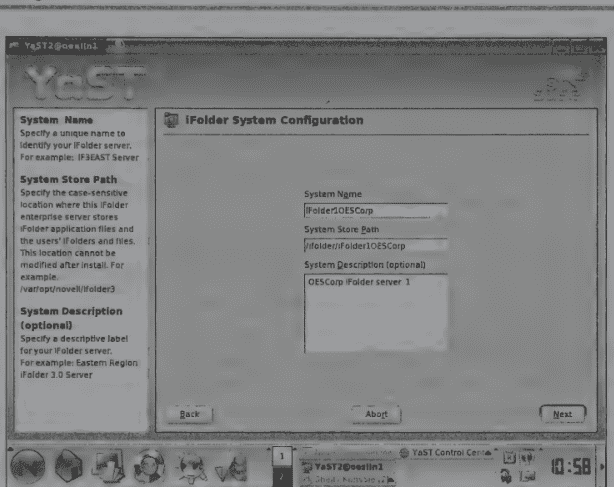 YaST2@oeslin1
YaST
System Name
Specify a unique name to
identify your iFolder server.
For example: IF3EAST Server
System Store Path
Specify the case-sensitive
location where this iFolder
enterprise server stores
iFolder application files and
the users' iFolders and files.
This location cannot be
modified after install. For
example.
/var/opt/novell/ifolder3
System Description
(optional)
Specify a descriptive label
for your iFolder server.
For example: Eastern Region
iFolder 3.0 Server
iFolder System Configuration
System Name
iFolder1OESCorp
System Store Path
/ifolder/iFolder1OESCorp
System Description (optional)
OESCorp iFolder server 1
Back
Abort
Next
1
2
YaST Control Cent
YaST2@oeslin1
10:58